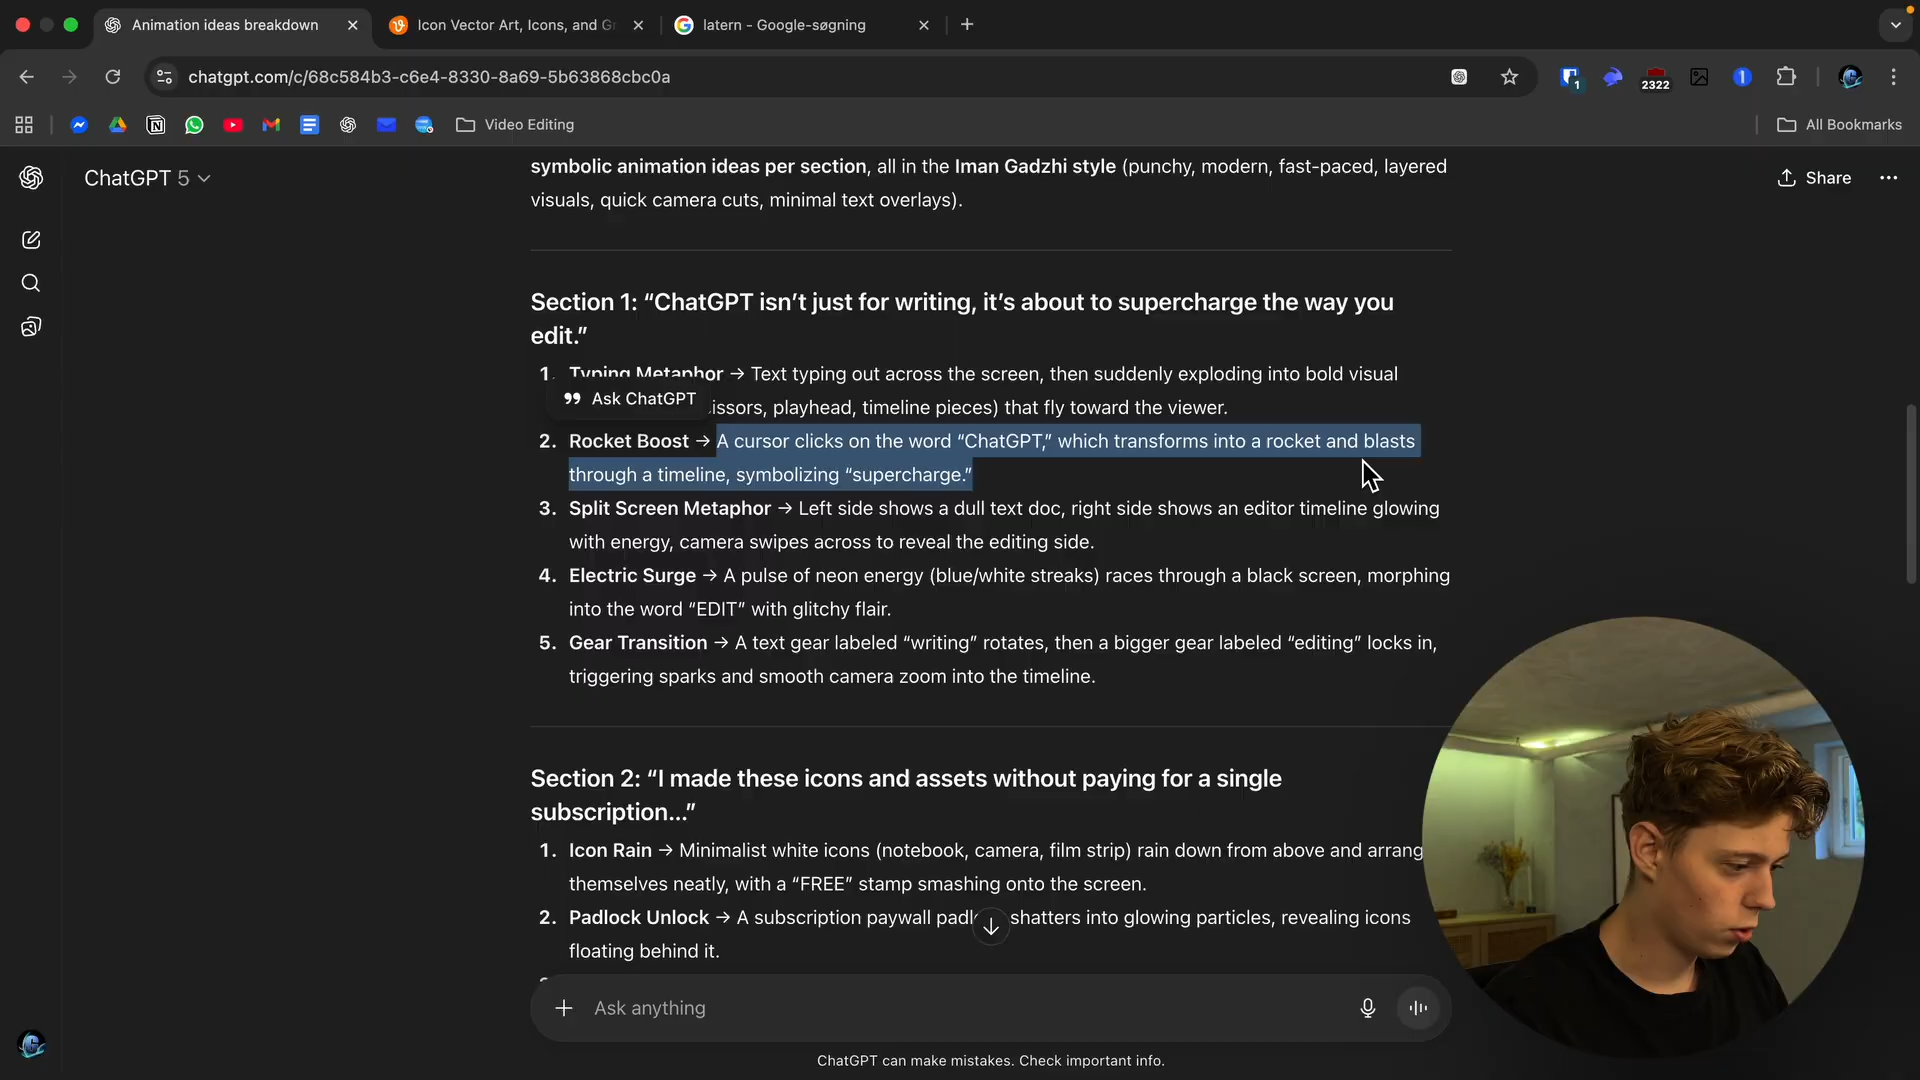 Animation ideas breakdown
Icon Vector Art, Icons, and Gr
latern - Google-søgning
chatgpt.com/c/68c584b3-c6e4-8330-8a69-5b63868cbc0a
1
2322
1
Video Editing
All Bookmarks
ChatGPT 5
Share
symbolic animation ideas per section, all in the Iman Gadzhi style (punchy, modern, fast-paced, layered
visuals, quick camera cuts, minimal text overlays).
Section 1: “ChatGPT isn’t just for writing, it’s about to supercharge the way you
edit.”
1. Typing Metaphor → Text typing out across the screen, then suddenly exploding into bold visual
Ask ChatGPT
issors, playhead, timeline pieces) that fly toward the viewer.
2. Rocket Boost → A cursor clicks on the word “ChatGPT,” which transforms into a rocket and blasts
through a timeline, symbolizing “supercharge.”
3. Split Screen Metaphor → Left side shows a dull text doc, right side shows an editor timeline glowing
with energy, camera swipes across to reveal the editing side.
4. Electric Surge → A pulse of neon energy (blue/white streaks) races through a black screen, morphing
into the word “EDIT” with glitchy flair.
5. Gear Transition → A text gear labeled “writing” rotates, then a bigger gear labeled “editing” locks in,
triggering sparks and smooth camera zoom into the timeline.
Section 2: “I made these icons and assets without paying for a single
subscription...”
1. Icon Rain → Minimalist white icons (notebook, camera, film strip) rain down from above and arrang
themselves neatly, with a “FREE” stamp smashing onto the screen.
2. Padlock Unlock → A subscription paywall padl shatters into glowing particles, revealing icons
floating behind it.
Ask anything
ChatGPT can make mistakes. Check important info.